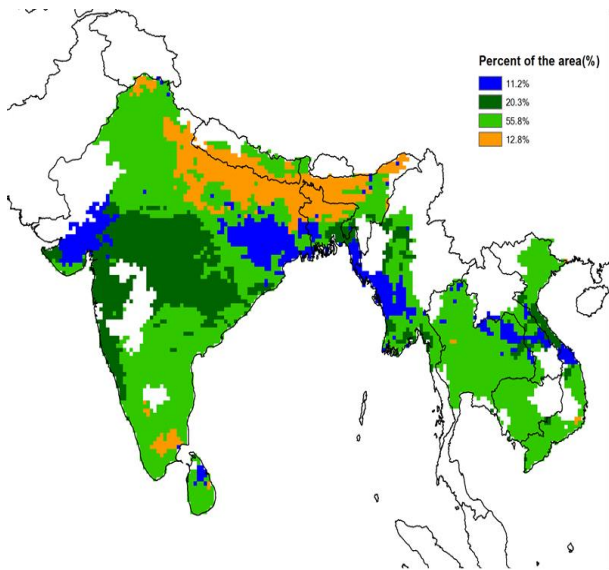 Percent of the area(%)
11.2%
20.3%
55.8%
12.8%